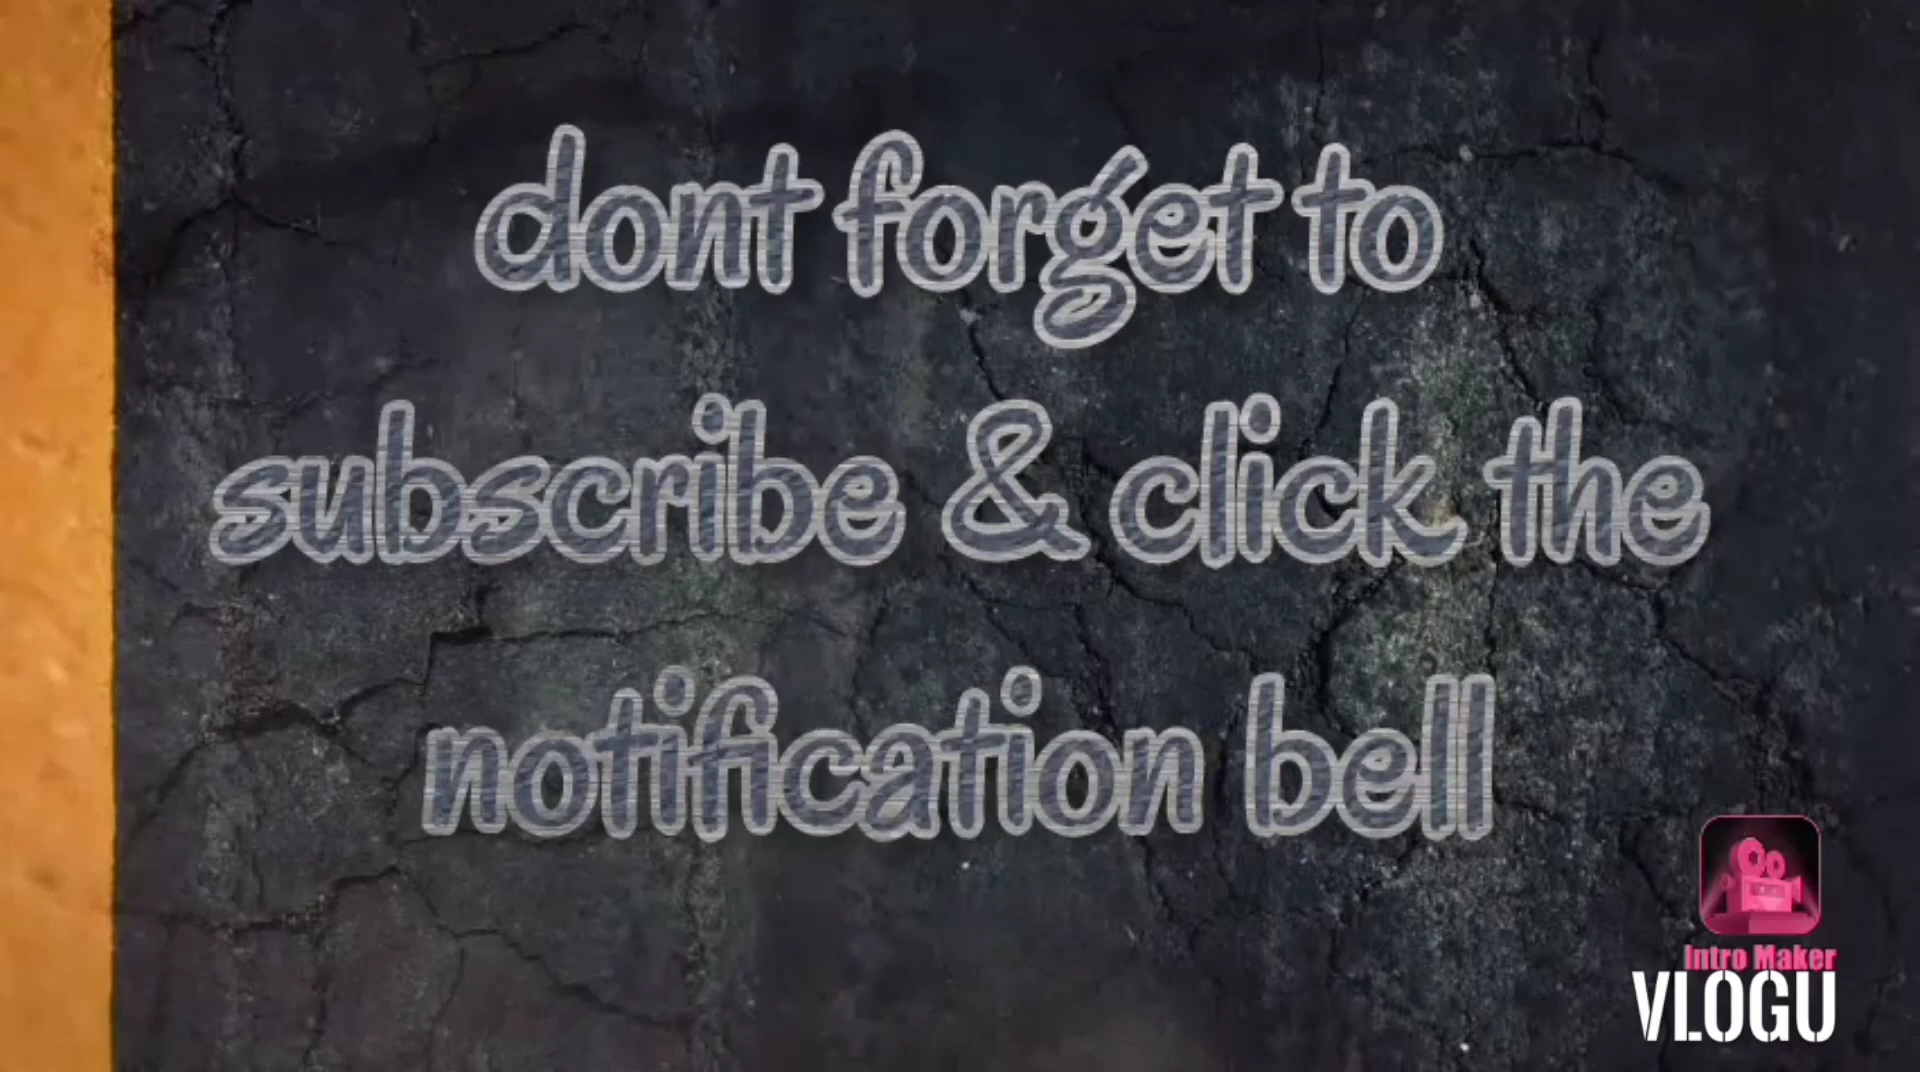 dont forget to
subscribe & click the
notification bell
Intro Maker
VLOGU